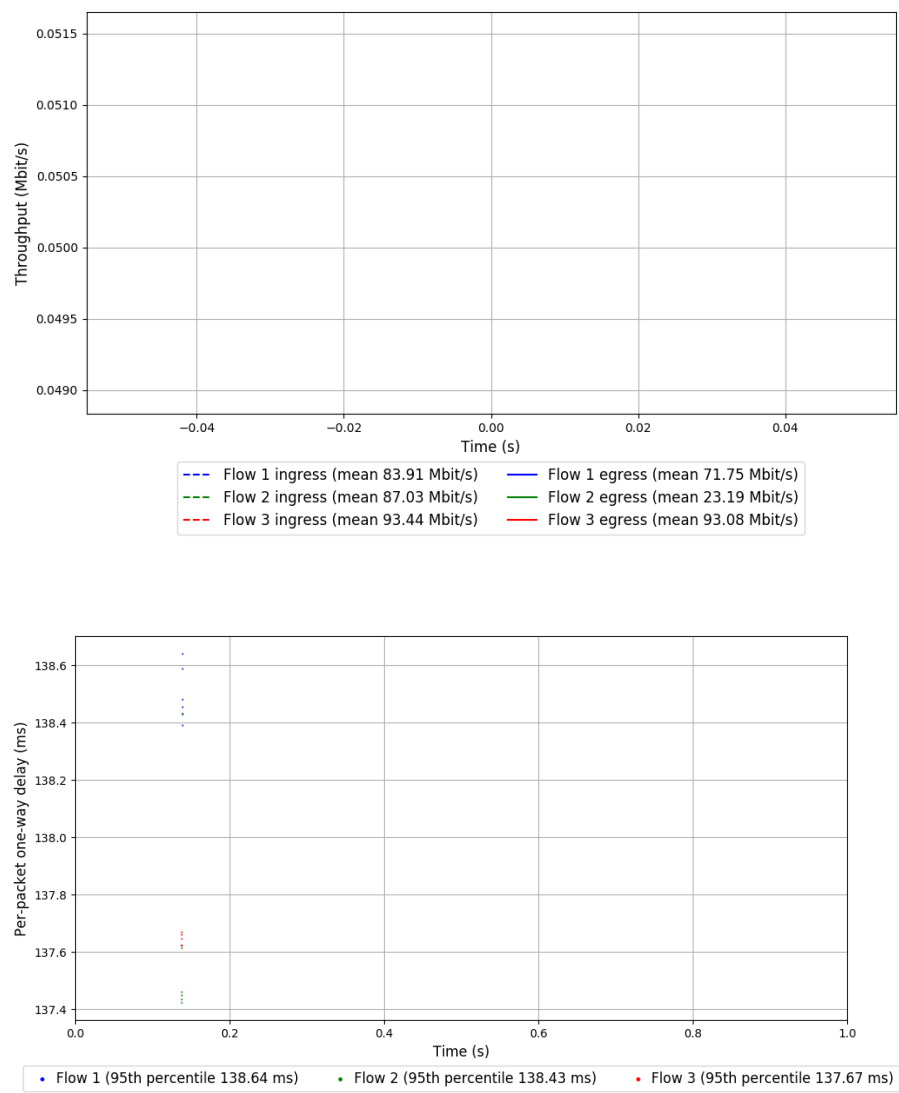 0.0515
0.0510
0.0505
0.0500
0.0495
0.0490
Throughput (Mbit/s)
−0.04 −0.02 0.00 0.02 0.04
Time (s)
Flow 1 ingress (mean 83.91 Mbit/s) Flow 1 egress (mean 71.75 Mbit/s)
Flow 2 ingress (mean 87.03 Mbit/s) Flow 2 egress (mean 23.19 Mbit/s)
Flow 3 ingress (mean 93.44 Mbit/s) Flow 3 egress (mean 93.08 Mbit/s)
138.6
138.4
138.2
138.0
137.8
137.6
137.4
Per-packet one-way delay (ms)
0.0 0.2 0.4 0.6 0.8 1.0
Time (s)
Flow 1 (95th percentile 138.64 ms) Flow 2 (95th percentile 138.43 ms) Flow 3 (95th percentile 137.67 ms)